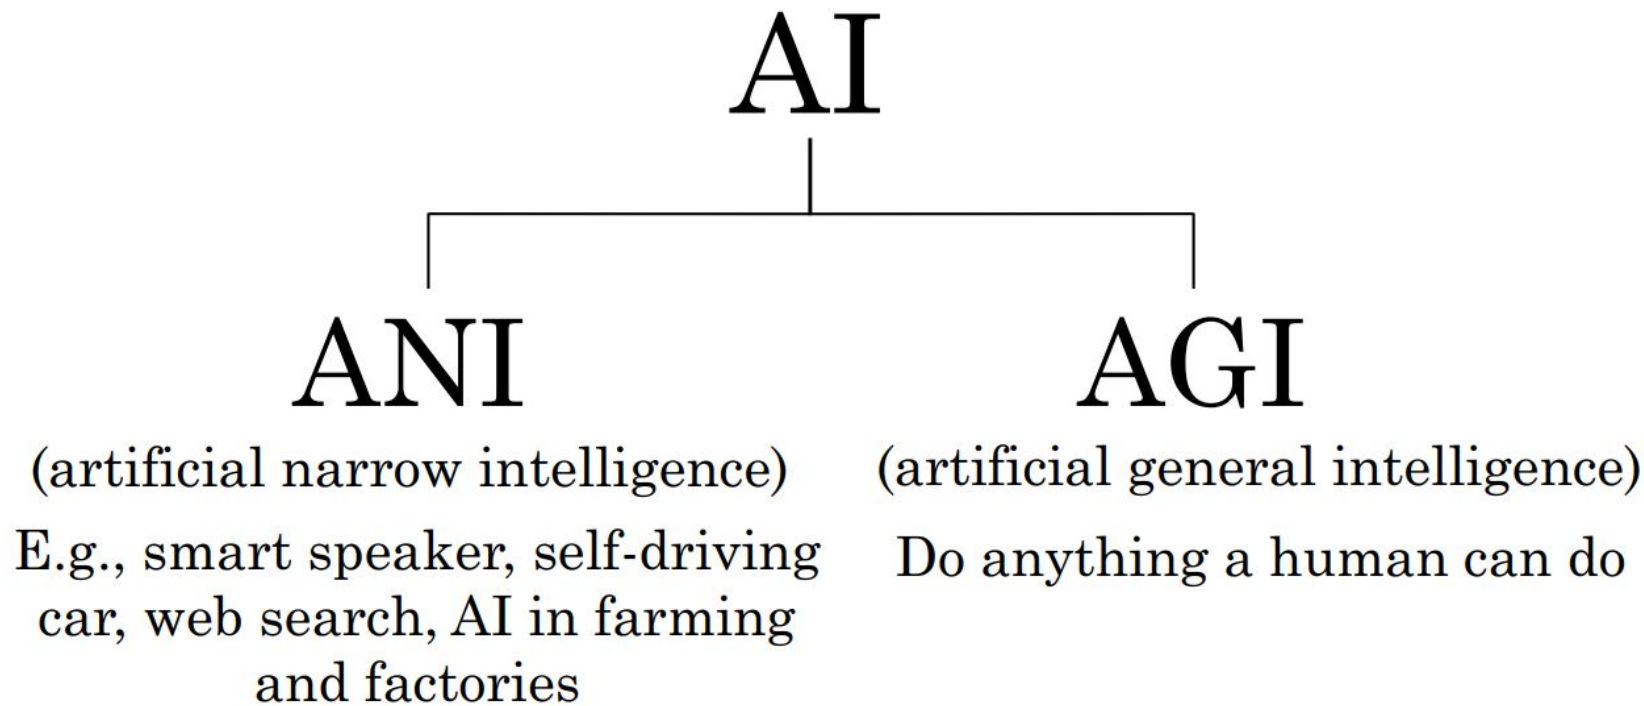 AI
ANI
(artificial narrow intelligence)
E.g., smart speaker, self-driving
car, web search, AI in farming
and factories
AGI
(artificial general intelligence)
Do anything a human can do